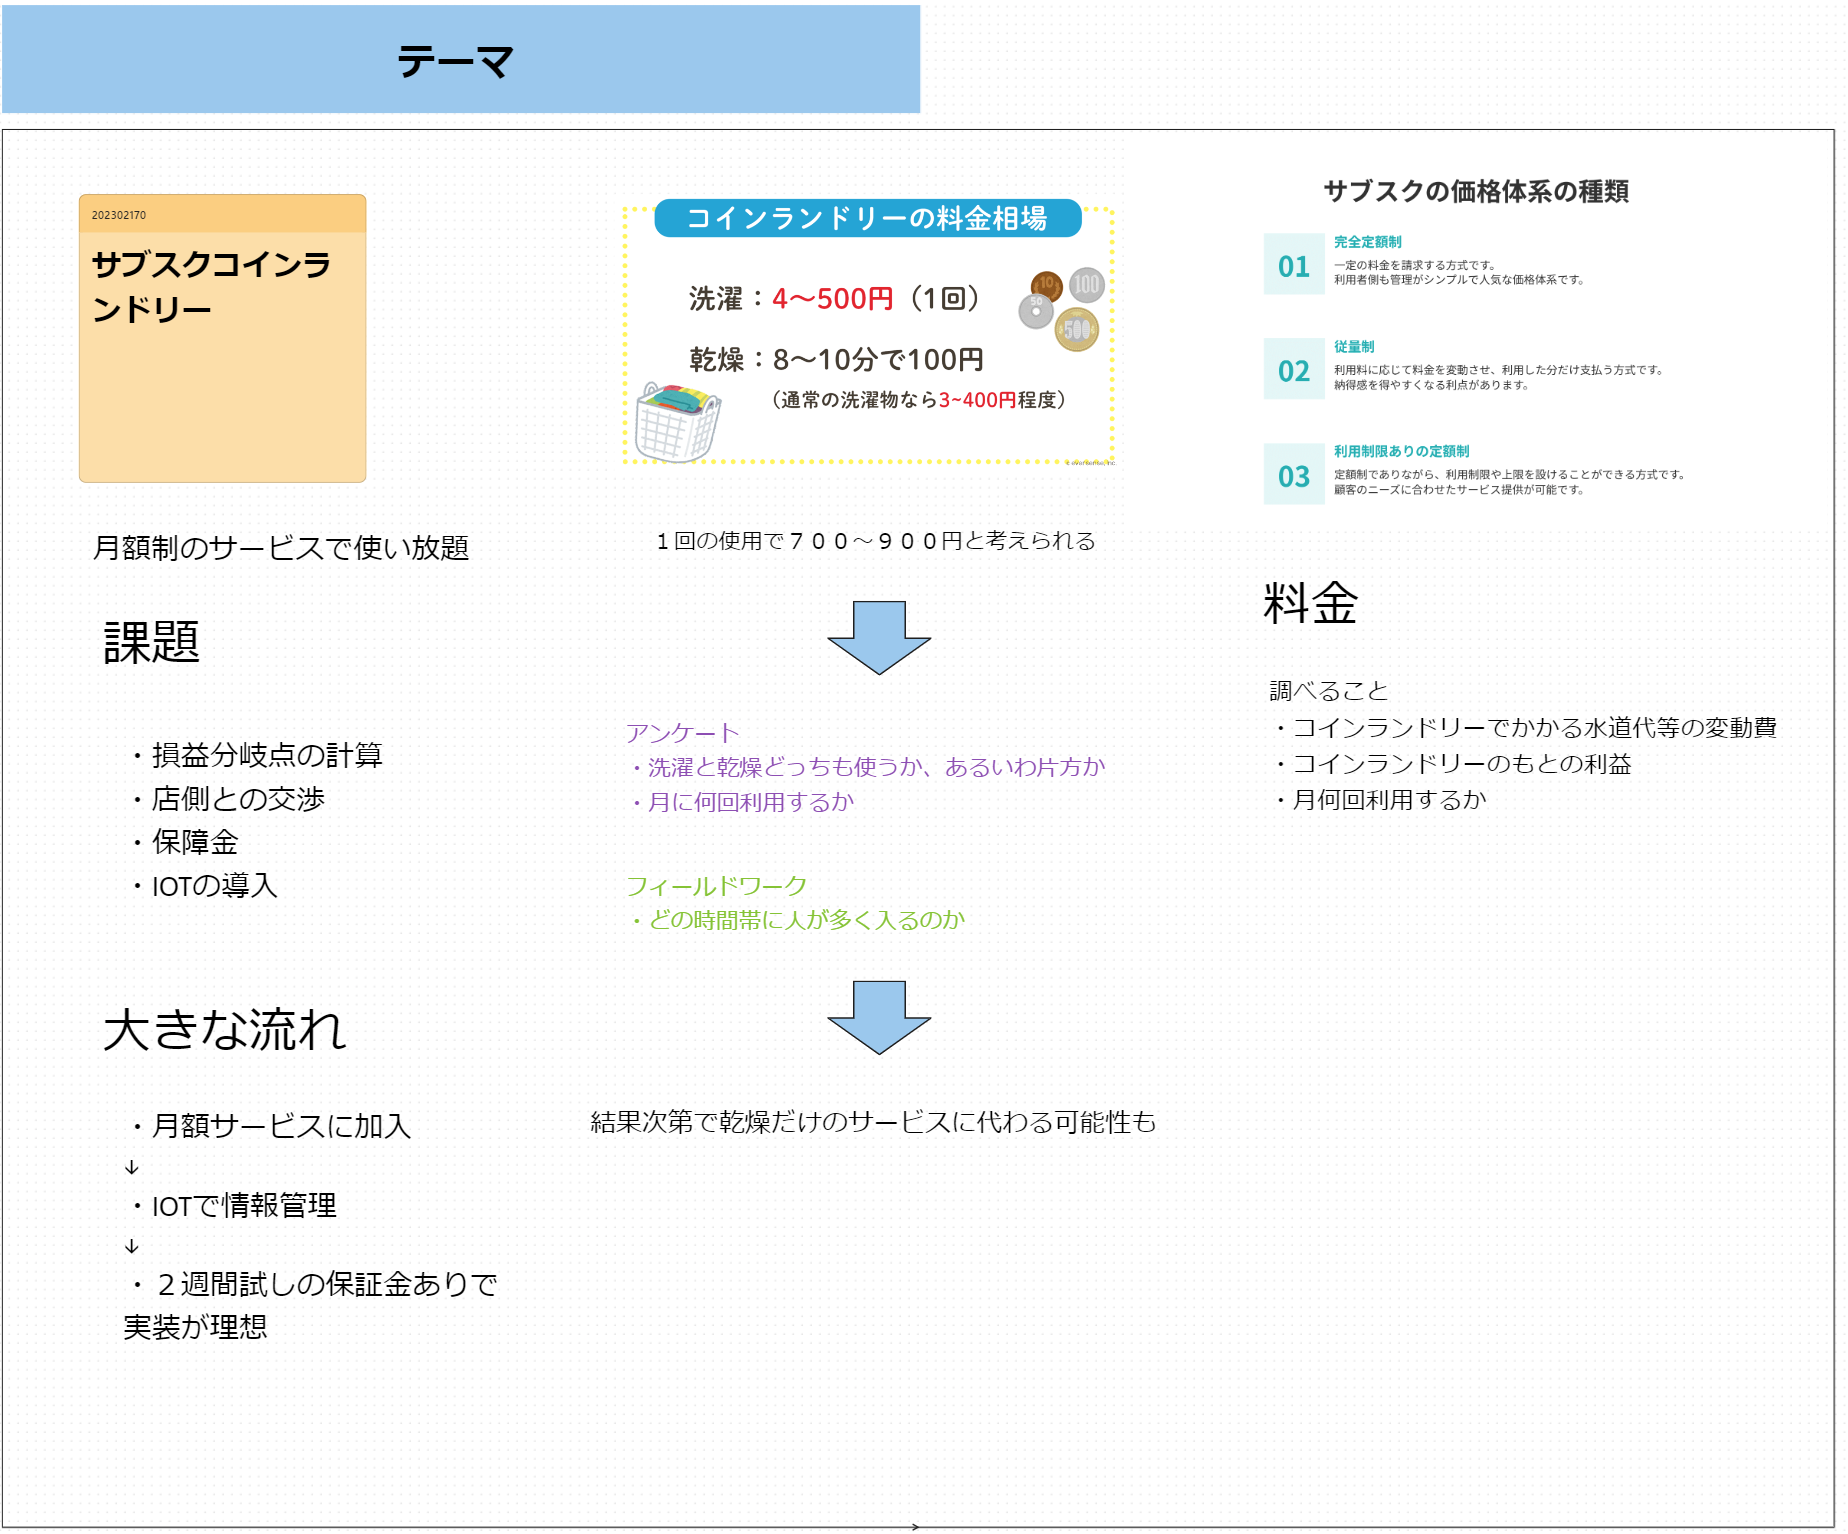 テーマ
202302170
サブスクコインラ
ンドリー
月額制のサービスで使い放題
課題
・損益分岐点の計算
・店側との交渉
・保障金
・IOTの導入
大きな流れ
・月額サービスに加入
↓
・IOTで情報管理
↓
・２週間試しの保証金ありで
実装が理想
コインランドリーの料金相場
洗濯：4〜500円（1回）
10
100
50
500
乾燥：8〜10分で100円
（通常の洗濯物なら3~400円程度）
c eversense, inc.
１回の使用で７００〜９００円と考えられる
アンケート
・洗濯と乾燥どっちも使うか、あるいわ片方か
・月に何回利用するか
フィールドワーク
・どの時間帯に人が多く入るのか
結果次第で乾燥だけのサービスに代わる可能性も
サブスクの価格体系の種類
01
完全定額制
一定の料金を請求する方式です。
利用者側も管理がシンプルで人気な価格体系です。
02
従量制
利用料に応じて料金を変動させ、利用した分だけ支払う方式です。
納得感を得やすくなる利点があります。
03
利用制限ありの定額制
定額制でありながら、利用制限や上限を設けることができる方式です。
顧客のニーズに合わせたサービス提供が可能です。
料金
調べること
・コインランドリーでかかる水道代等の変動費
・コインランドリーのもとの利益
・月何回利用するか